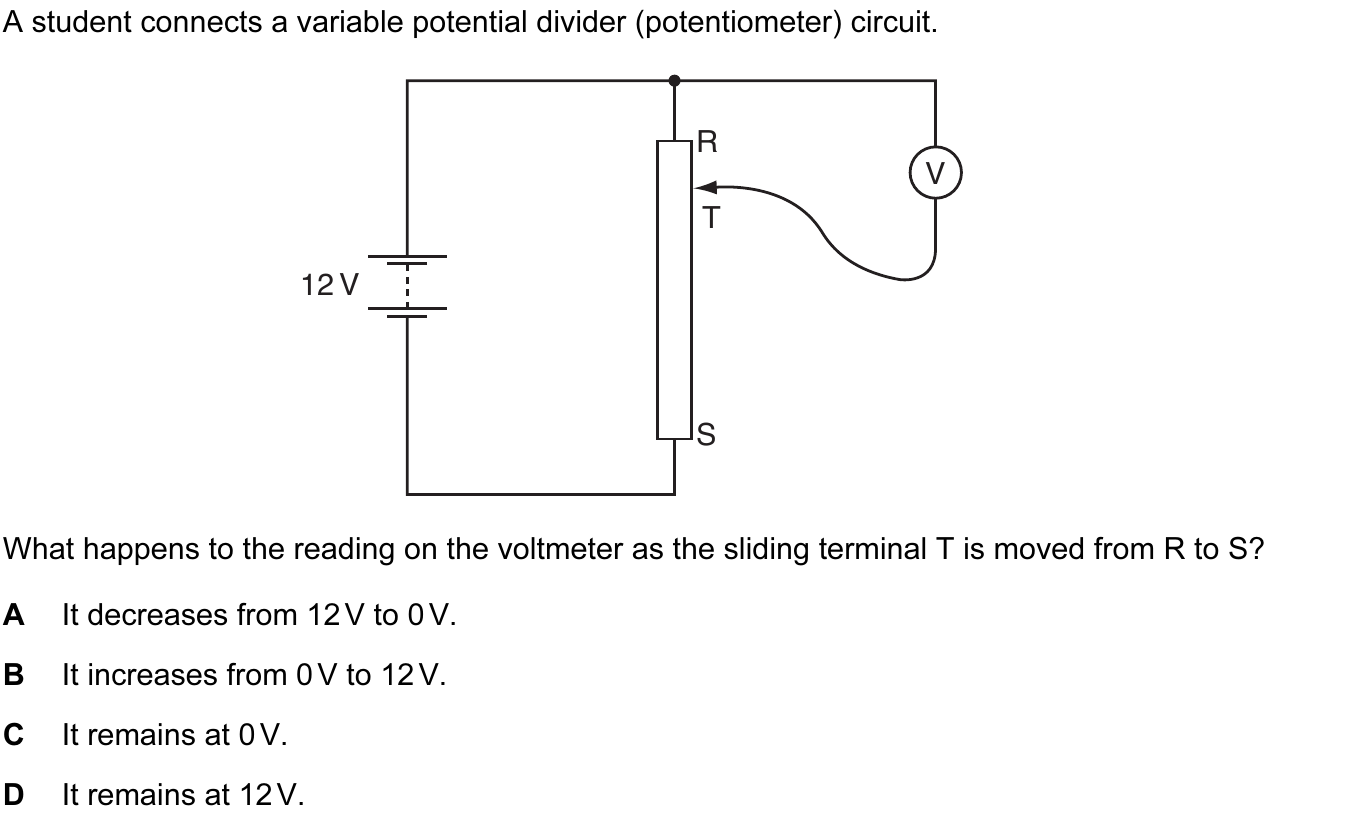 A student connects a variable potential divider (potentiometer) circuit.
R
V
T
12 V
S
What happens to the reading on the voltmeter as the sliding terminal T is moved from R to S?
A It decreases from 12 V to 0 V.
B It increases from 0 V to 12 V.
C It remains at 0 V.
D It remains at 12 V.